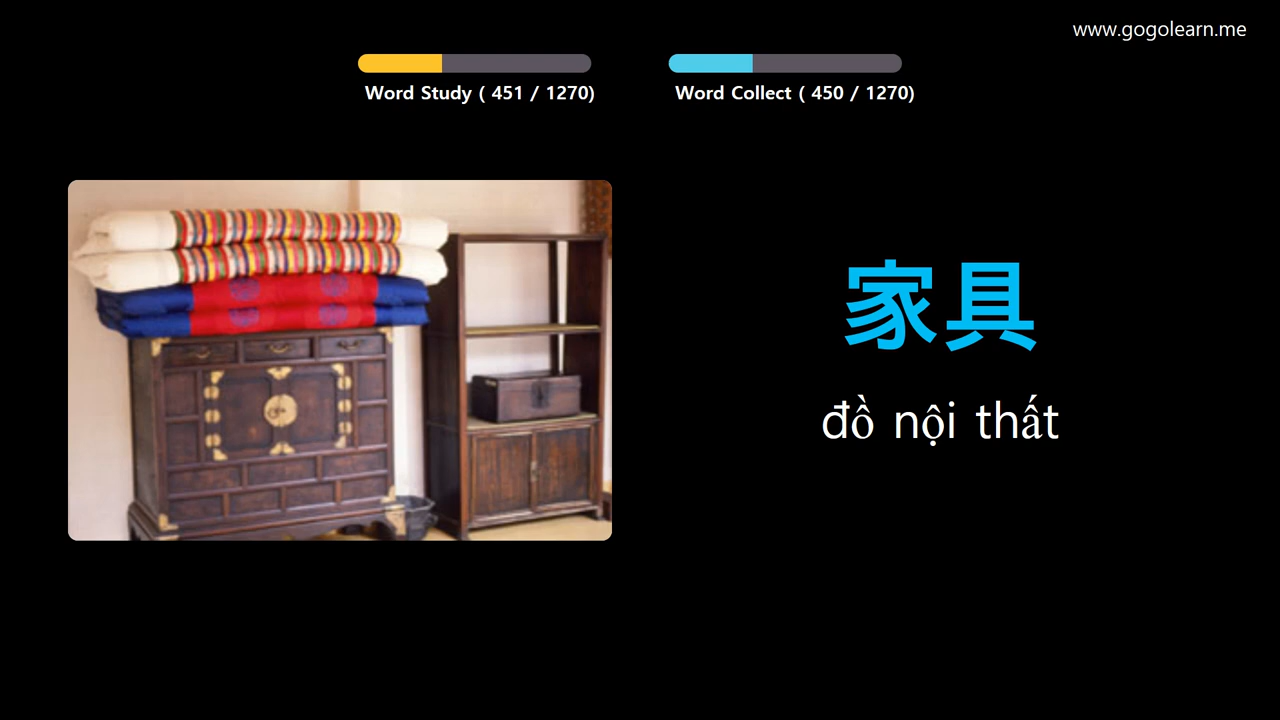 www.gogolearn.me
Word Study ( 451 / 1270)
Word Collect ( 450 / 1270)
家具
đồ nội thất